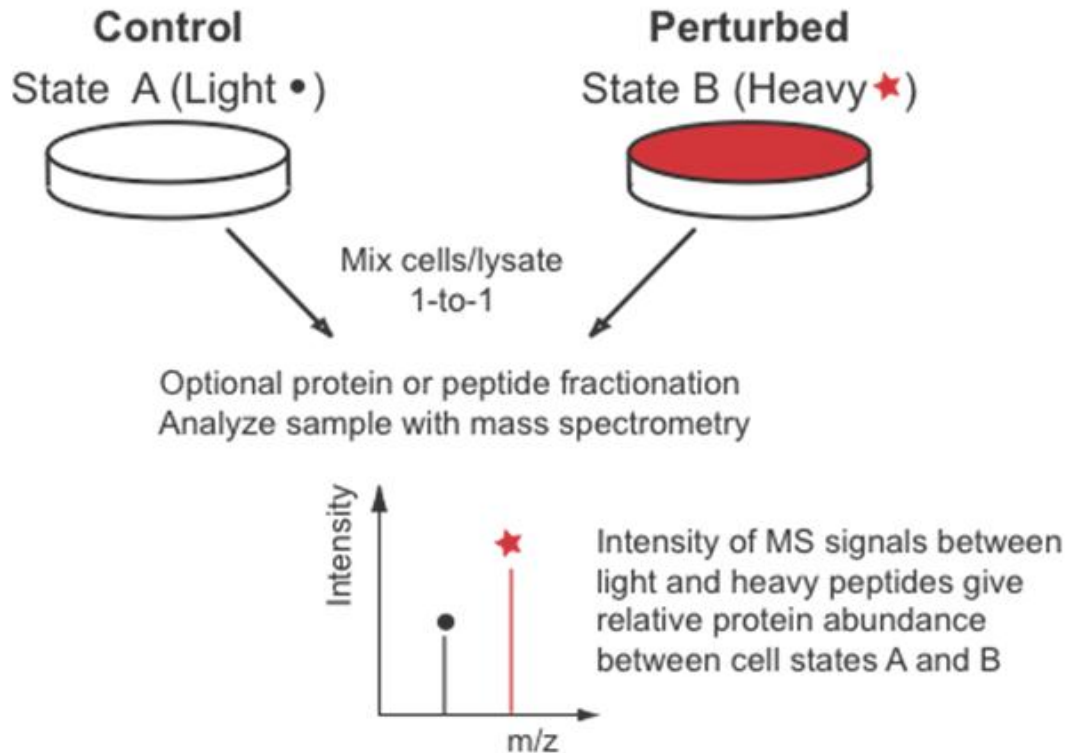 Control
State A (Light •)
Perturbed
State B (Heavy ★)
Mix cells/lysate
1-to-1
Optional protein or peptide fractionation
Analyze sample with mass spectrometry
Intensity
m/z
Intensity of MS signals between
light and heavy peptides give
relative protein abundance
between cell states A and B